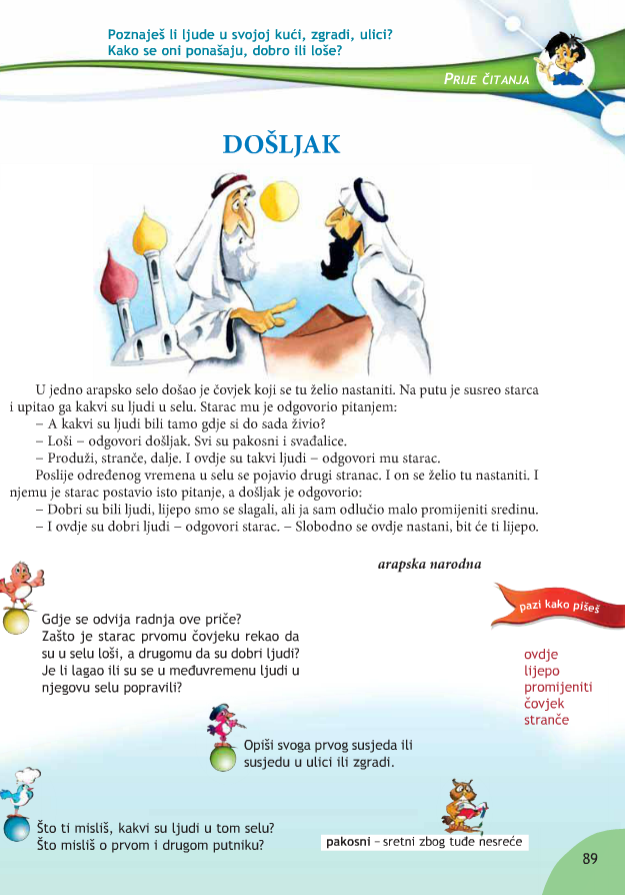 Poznaješ li ljude u svojoj kući, zgradi, ulici?
Kako se oni ponašaju, dobro ili loše?
PRIJE ČITANJA
DOŠLJAK
U jedno arapsko selo došao je čovjek koji se tu želio nastaniti. Na putu je susreo starca
i upitao ga kakvi su ljudi u selu. Starac mu je odgovorio pitanjem:
– A kakvi su ljudi bili tamo gdje si do sada živio?
– Loši – odgovori došljak. Svi su pakosni i svađalice.
– Produži, stranče, dalje. I ovdje su takvi ljudi – odgovori mu starac.
Poslije određenog vremena u selu se pojavio drugi stranac. I on se želio tu nastaniti. I
njemu je starac postavio isto pitanje, a došljak je odgovorio:
– Dobri su bili ljudi, lijepo smo se slagali, ali ja sam odlučio malo promijeniti sredinu.
– I ovdje su dobri ljudi – odgovori starac. – Slobodno se ovdje nastani, bit će ti lijepo.
arapska narodna
Gdje se odvija radnja ove priče?
Zašto je starac prvomu čovjeku rekao da
su u selu loši, a drugomu da su dobri ljudi?
Je li lagao ili su se u međuvremenu ljudi u
njegovu selu popravili?
pazi kako pišeš
ovdje
lijepo
promijeniti
čovjek
stranče
Opiši svoga prvog susjeda ili
susjedu u ulici ili zgradi.
Što ti misliš, kakvi su ljudi u tom selu?
Što misliš o prvom i drugom putniku?
pakosni – sretni zbog tuđe nesreće
89